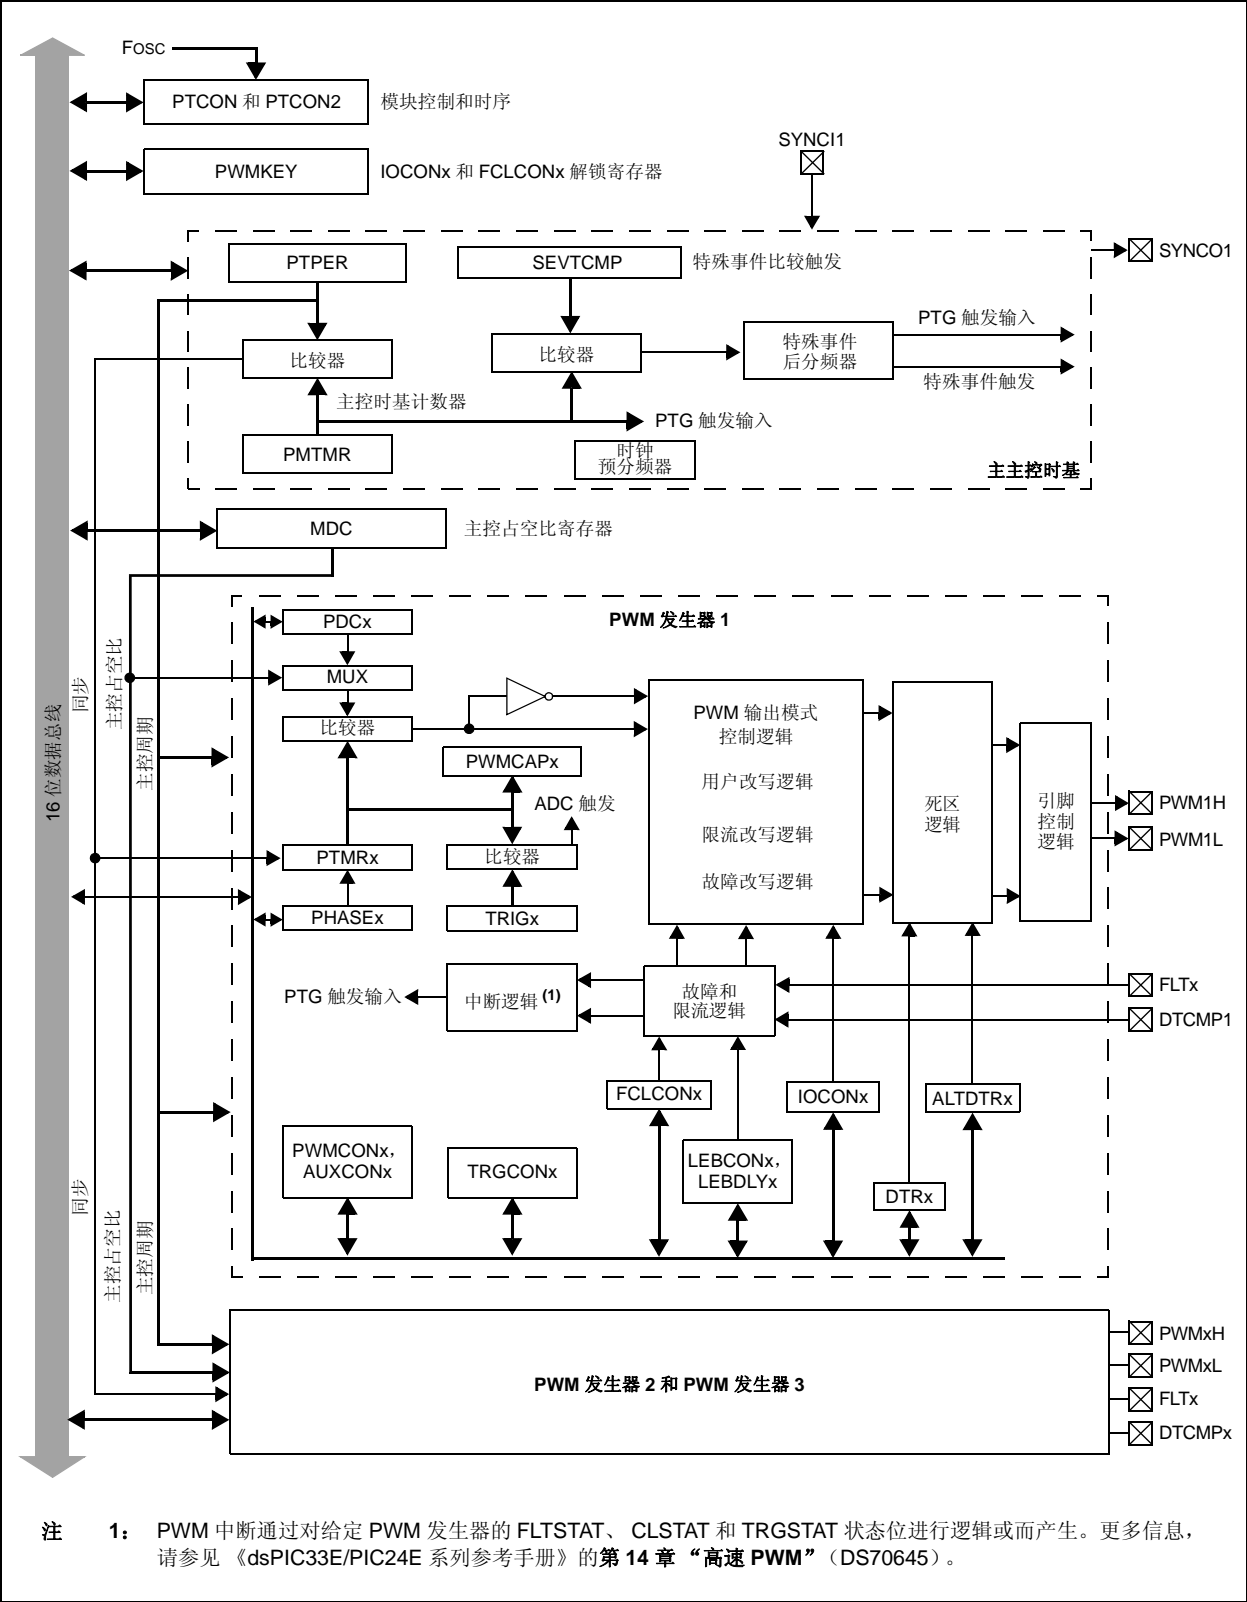 FOSC
PTCON 和 PTCON2
模块控制和时序
SYNCI1
PWMKEY
IOCONx 和 FCLCONx 解锁寄存器
PTPER
SEVTCMP
特殊事件比较触发
SYNCO1
比较器
比较器
特殊事件
后分频器
PTG 触发输入
特殊事件触发
主控时基计数器
PTG 触发输入
PMTMR
时钟
预分频器
主主控时基
MDC
主控占空比寄存器
16 位数据总线
同步
主控占空比
主控周期
PWM 发生器 1
PDCx
MUX
比较器
PWMCAPx
ADC 触发
PTMRx
比较器
PHASEx
TRIGx
PWM 输出模式
控制逻辑
用户改写逻辑
限流改写逻辑
故障改写逻辑
死区
逻辑
引脚
控制
逻辑
PWM1H
PWM1L
PTG 触发输入
中断逻辑 (1)
故障和
限流逻辑
FLTx
DTCMP1
FCLCONx
IOCONx
ALTDTRx
PWMCONx，
AUXCONx
TRGCONx
LEBCONx，
LEBDLYx
DTRx
同步
主控占空比
主控周期
PWM 发生器 2 和 PWM 发生器 3
PWMxH
PWMxL
FLTx
DTCMPx
注 1： PWM 中断通过对给定 PWM 发生器的 FLTSTAT、 CLSTAT 和 TRGSTAT 状态位进行逻辑或而产生。更多信息，
请参见 《dsPIC33E/PIC24E 系列参考手册》的第 14 章 “高速 PWM”（DS70645）。